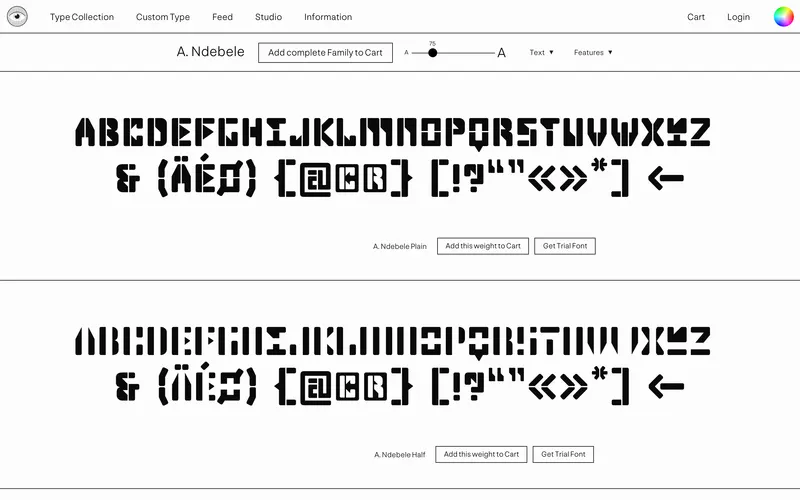 Type Collection Custom Type Feed Studio Information Cart Login
A. Ndebele Add complete Family to Cart A 75 A Text ▼ Features ▼
ABCDEFGHIJKLMNOPQRSTUVWXYZ
& (ÄÉØ) {[@©®]} [!?“”«»*] ←
A. Ndebele Plain Add this weight to Cart Get Trial Font
ABCDEFGHIJKLMNOPQRSTUVWXYZ
& (ÄÉØ) {[@©®]} [!?“”«»*] ←
A. Ndebele Half Add this weight to Cart Get Trial Font